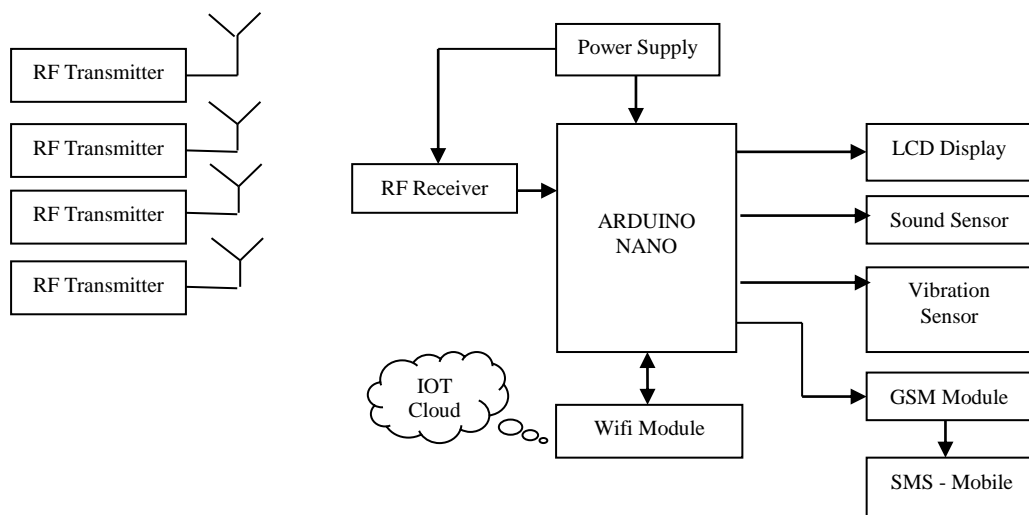 RF Transmitter
RF Transmitter
RF Transmitter
RF Transmitter
Power Supply
RF Receiver
ARDUINO
NANO
LCD Display
Sound Sensor
Vibration
Sensor
GSM Module
SMS - Mobile
IOT
Cloud
Wifi Module